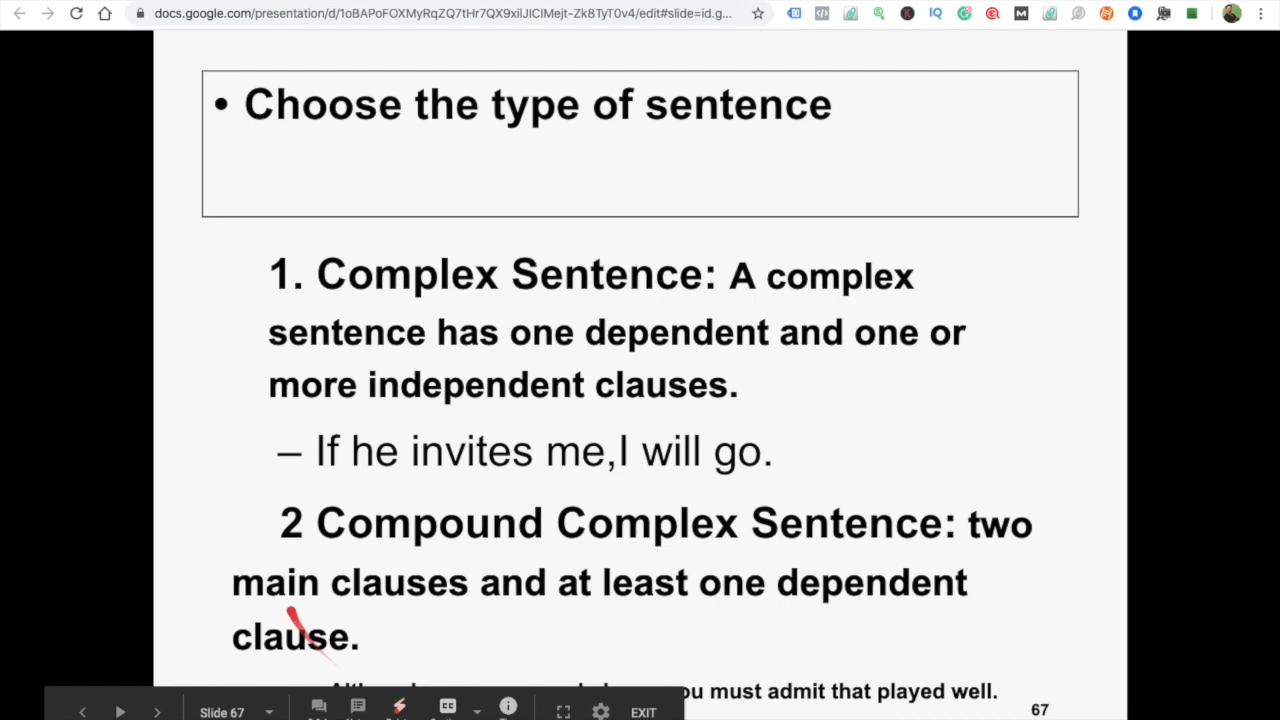 docs.google.com/presentation/d/1oBAPoFOXMyRqZQ7tHr7QX9xilJIClMejt-Zk8TyT0v4/edit#slide=id.g...
• Choose the type of sentence
1. Complex Sentence: A complex
sentence has one dependent and one or
more independent clauses.
– If he invites me,I will go.
2 Compound Complex Sentence: two
main clauses and at least one dependent
clause.
must admit that played well.
Slide 67
CC
EXIT
67